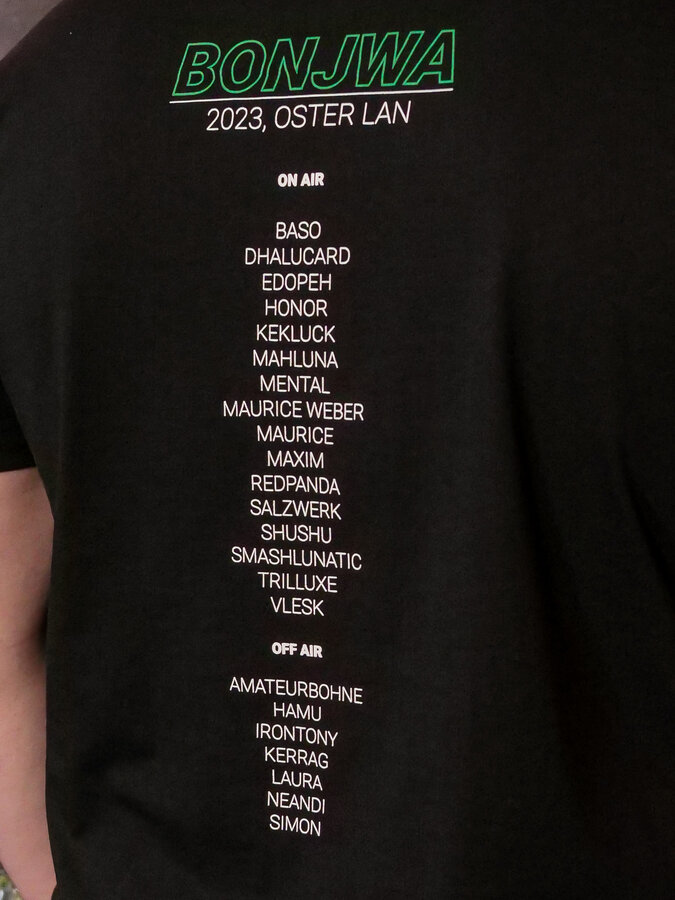 BONJWA
2023, OSTER LAN
ON AIR
BASO
DHALUCARD
EDOPEH
HONOR
KEKLUCK
MAHLUNA
MENTAL
MAURICE WEBER
MAURICE
MAXIM
REDPANDA
SALZWERK
SHUSHU
SMASHLUNATIC
TRILLUXE
VLESK
OFF AIR
AMATEURBOHNE
HAMU
IRONTONY
KERRAG
LAURA
NEANDI
SIMON